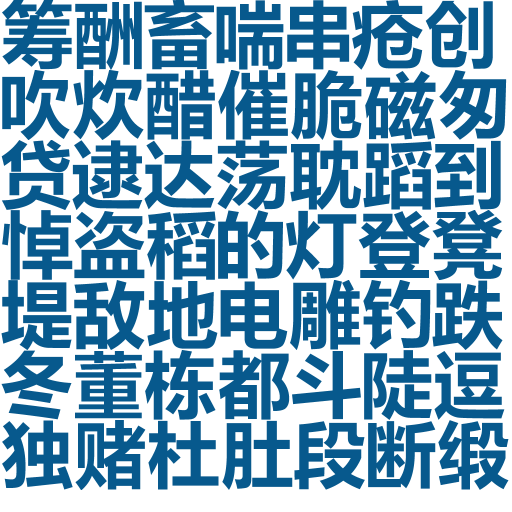 筹酬畜喘串疮创
吹炊醋催脆磁匆
贷逮达荡耽蹈到
悼盗稻的灯登凳
堤敌地电雕钓跌
冬董栋都斗陡逗
独赌杜肚段断缎